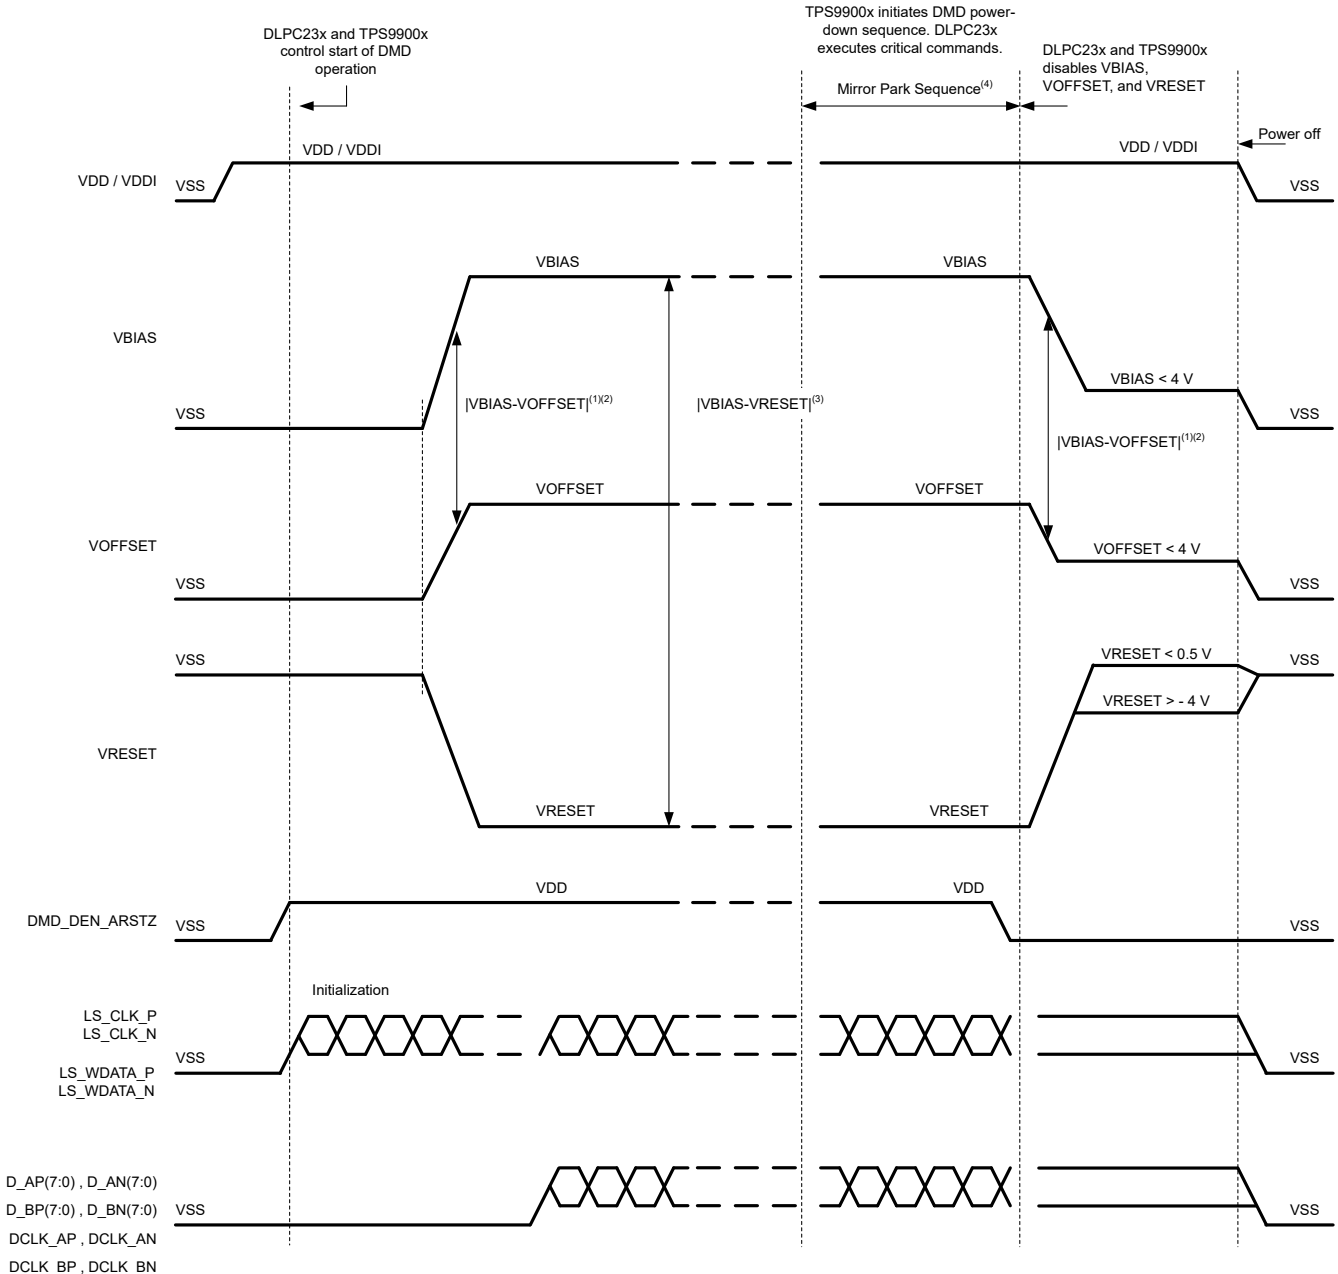 TPS9900x initiates DMD power-
down sequence. DLPC23x
executes critical commands.
DLPC23x and TPS9900x
control start of DMD
operation
DLPC23x and TPS9900x
disables VBIAS,
VOFFSET, and VRESET
Mirror Park Sequence(4)
Power off
VDD / VDDI
VSS
VDD / VDDI
VDD / VDDI
VSS
VBIAS
VBIAS
VBIAS
VSS
|VBIAS-VOFFSET|(1)(2)
|VBIAS-VRESET|(3)
VBIAS < 4 V
VSS
|VBIAS-VOFFSET|(1)(2)
VOFFSET
VOFFSET
VOFFSET
VSS
VOFFSET < 4 V
VSS
VSS
VRESET < 0.5 V
VSS
VRESET > - 4 V
VRESET
VRESET
VRESET
DMD_DEN_ARSTZ
VSS
VDD
VDD
VSS
Initialization
LS_CLK_P
LS_CLK_N
VSS
VSS
LS_WDATA_P
LS_WDATA_N
D_AP(7:0) , D_AN(7:0)
D_BP(7:0) , D_BN(7:0)
VSS
VSS
DCLK_AP , DCLK_AN
DCLK_BP , DCLK_BN